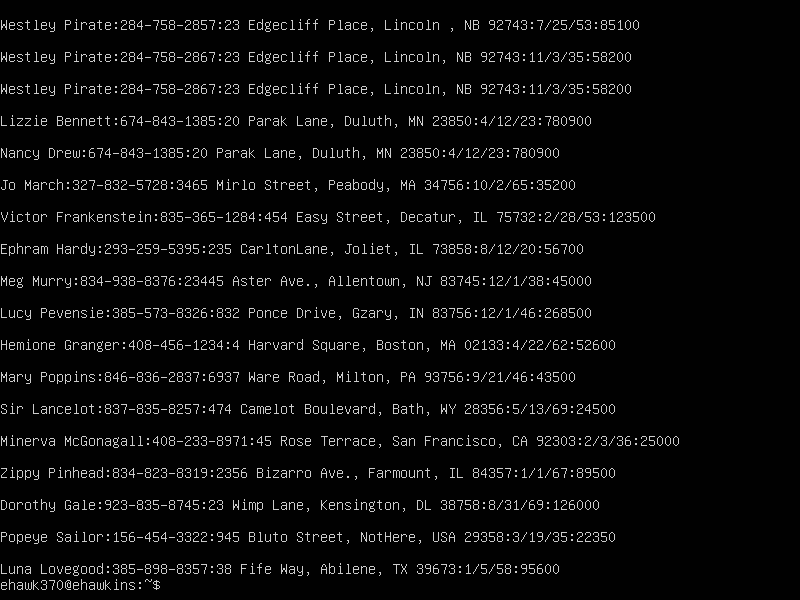 Westley Pirate:284-758-2857:23 Edgecliff Place, Lincoln , NB 92743:7/25/53:85100
Westley Pirate:284-758-2867:23 Edgecliff Place, Lincoln, NB 92743:11/3/35:58200
Westley Pirate:284-758-2867:23 Edgecliff Place, Lincoln, NB 92743:11/3/35:58200
Lizzie Bennett:674-843-1385:20 Parak Lane, Duluth, MN 23850:4/12/23:780900
Nancy Drew:674-843-1385:20 Parak Lane, Duluth, MN 23850:4/12/23:780900
Jo March:327-832-5728:3465 Mirlo Street, Peabody, MA 34756:10/2/65:35200
Victor Frankenstein:835-365-1284:454 Easy Street, Decatur, IL 75732:2/28/53:123500
Ephram Hardy:293-259-5395:235 CarltonLane, Joliet, IL 73858:8/12/20:56700
Meg Murry:834-938-8376:23445 Aster Ave., Allentown, NJ 83745:12/1/38:45000
Lucy Pevensie:385-573-8326:832 Ponce Drive, Gzary, IN 83756:12/1/46:268500
Hemione Granger:408-456-1234:4 Harvard Square, Boston, MA 02133:4/22/62:52600
Mary Poppins:846-836-2837:6937 Ware Road, Milton, PA 93756:9/21/46:43500
Sir Lancelot:837-835-8257:474 Camelot Boulevard, Bath, WY 28356:5/13/69:24500
Minerva McGonagall:408-233-8971:45 Rose Terrace, San Francisco, CA 92303:2/3/36:25000
Zippy Pinhead:834-823-8319:2356 Bizarro Ave., Farmount, IL 84357:1/1/67:89500
Dorothy Gale:923-835-8745:23 Wimp Lane, Kensington, DL 38758:8/31/69:126000
Popeye Sailor:156-454-3322:945 Bluto Street, NotHere, USA 29358:3/19/35:22350
Luna Lovegood:385-898-8357:38 Fife Way, Abilene, TX 39673:1/5/58:95600
ehawk370@ehawkins:~$